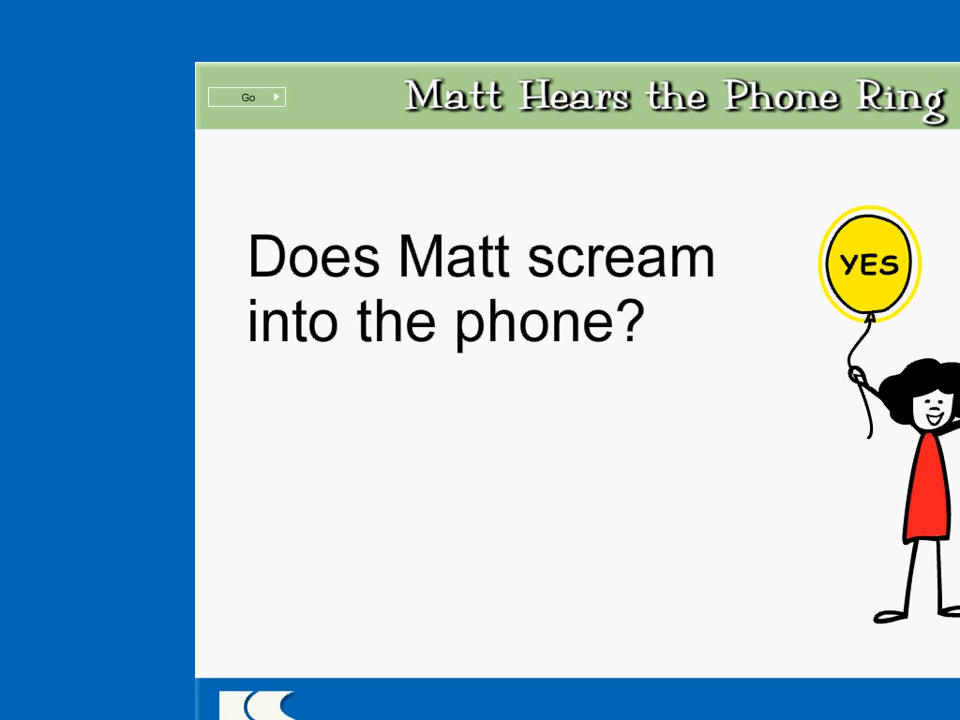 Go
Matt Hears the Phone Ring
Does Matt scream
into the phone?
YES